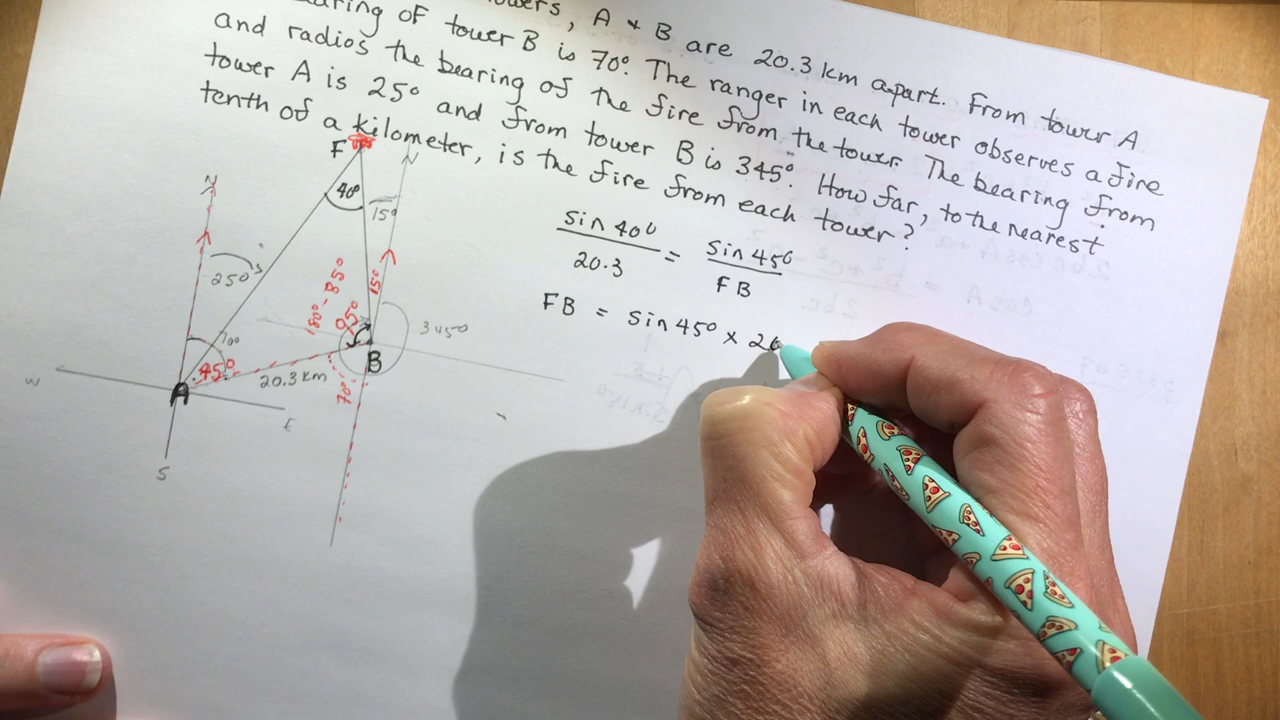 towers, A & B are 20.3 km apart. From tower A
bearing of tower B is 70°. The ranger in each tower observes a fire
and radio's the bearing of the fire from the tower. The bearing from
tower A is 25° and from tower B is 345°. How far, to the nearest
tenth of a kilometer, is the fire from each tower?
F
N
N
40°
15°
25°
15°
180° - 85°
95°
345°
70°
B
45°
20.3 km
W
A
70°
E
S
sin 40° / 20.3 = sin 45° / FB
FB = sin 45° × 20